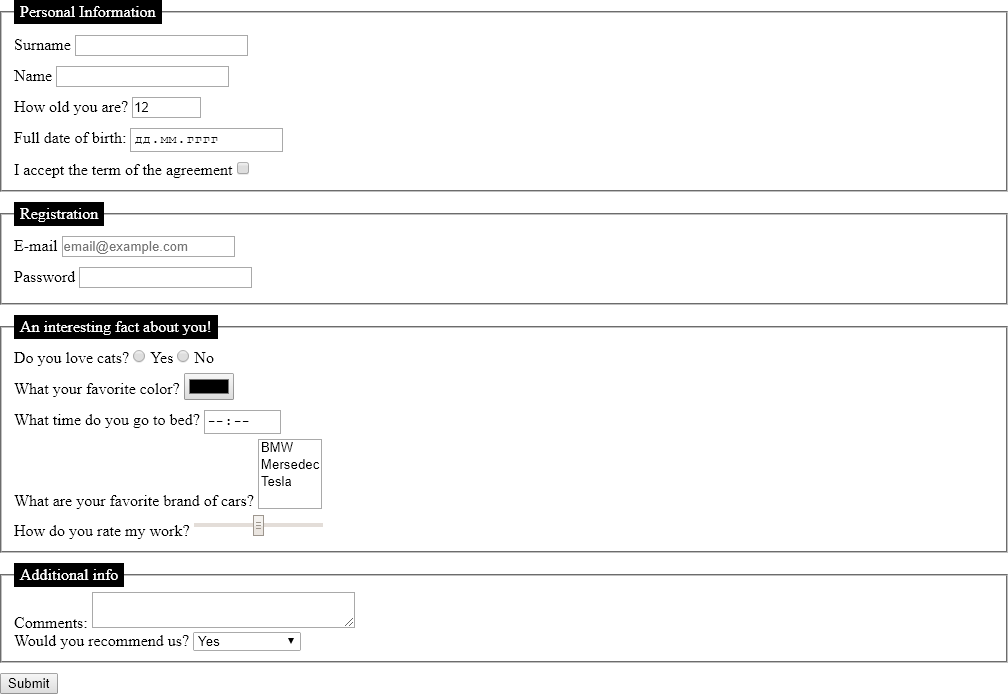 Personal Information
Surname
Name
How old you are? 12
Full date of birth: дд.мм.гггг
I accept the term of the agreement
Registration
E-mail email@example.com
Password
An interesting fact about you!
Do you love cats? Yes No
What your favorite color?
What time do you go to bed? --:--
BMW
Mersedec
Tesla
What are your favorite brand of cars?
How do you rate my work?
Additional info
Comments:
Would you recommend us? Yes
Submit